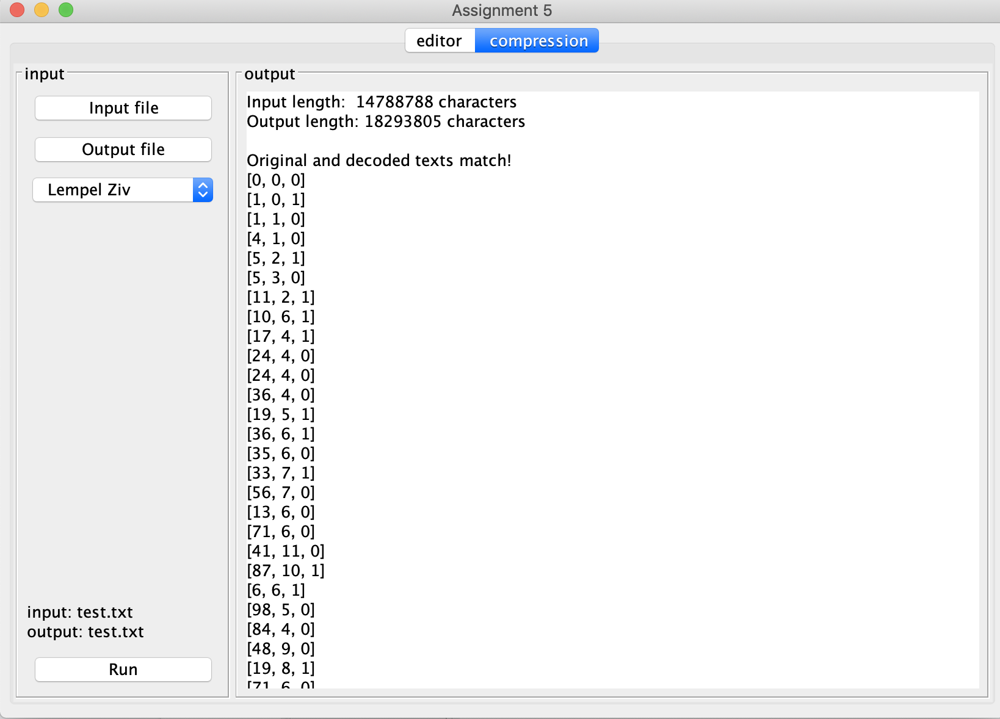 Assignment 5
editor compression
input
Input file
Output file
Lempel Ziv
input: test.txt
output: test.txt
Run
output
Input length:  14788788 characters
Output length: 18293805 characters
Original and decoded texts match!
[0, 0, 0]
[1, 0, 1]
[1, 1, 0]
[4, 1, 0]
[5, 2, 1]
[5, 3, 0]
[11, 2, 1]
[10, 6, 1]
[17, 4, 1]
[24, 4, 0]
[24, 4, 0]
[36, 4, 0]
[19, 5, 1]
[36, 6, 1]
[35, 6, 0]
[33, 7, 1]
[56, 7, 0]
[13, 6, 0]
[71, 6, 0]
[41, 11, 0]
[87, 10, 1]
[6, 6, 1]
[98, 5, 0]
[84, 4, 0]
[48, 9, 0]
[19, 8, 1]
[71, 6, 0]